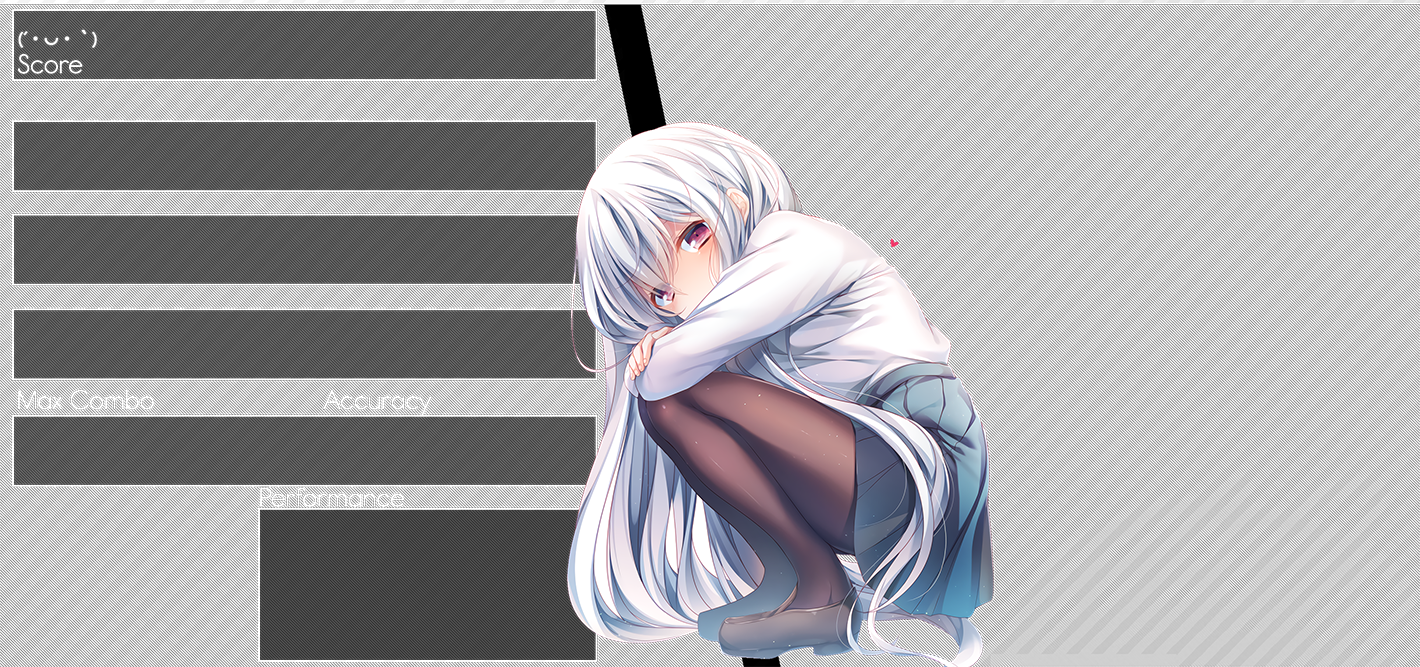 (´・ᴗ・｀)
Score
Max Combo
Accuracy
Performance